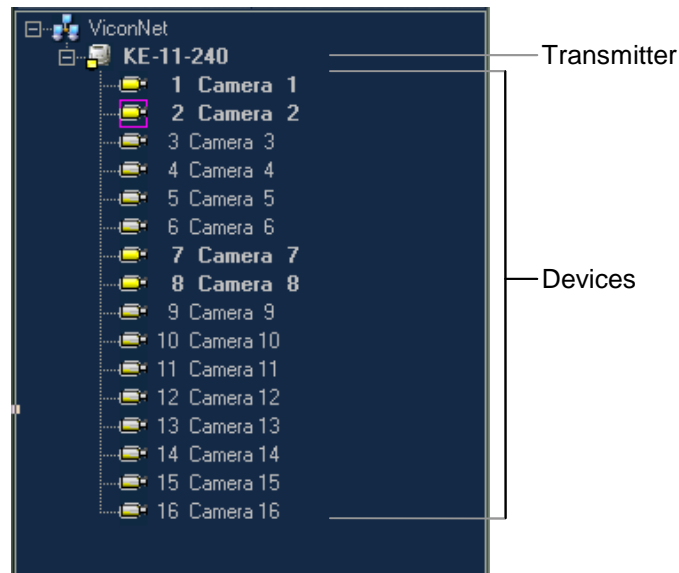 ViconNet
KE-11-240
Transmitter
1 Camera 1
2 Camera 2
3 Camera 3
4 Camera 4
5 Camera 5
6 Camera 6
7 Camera 7
8 Camera 8
Devices
9 Camera 9
10 Camera 10
11 Camera 11
12 Camera 12
13 Camera 13
14 Camera 14
15 Camera 15
16 Camera 16